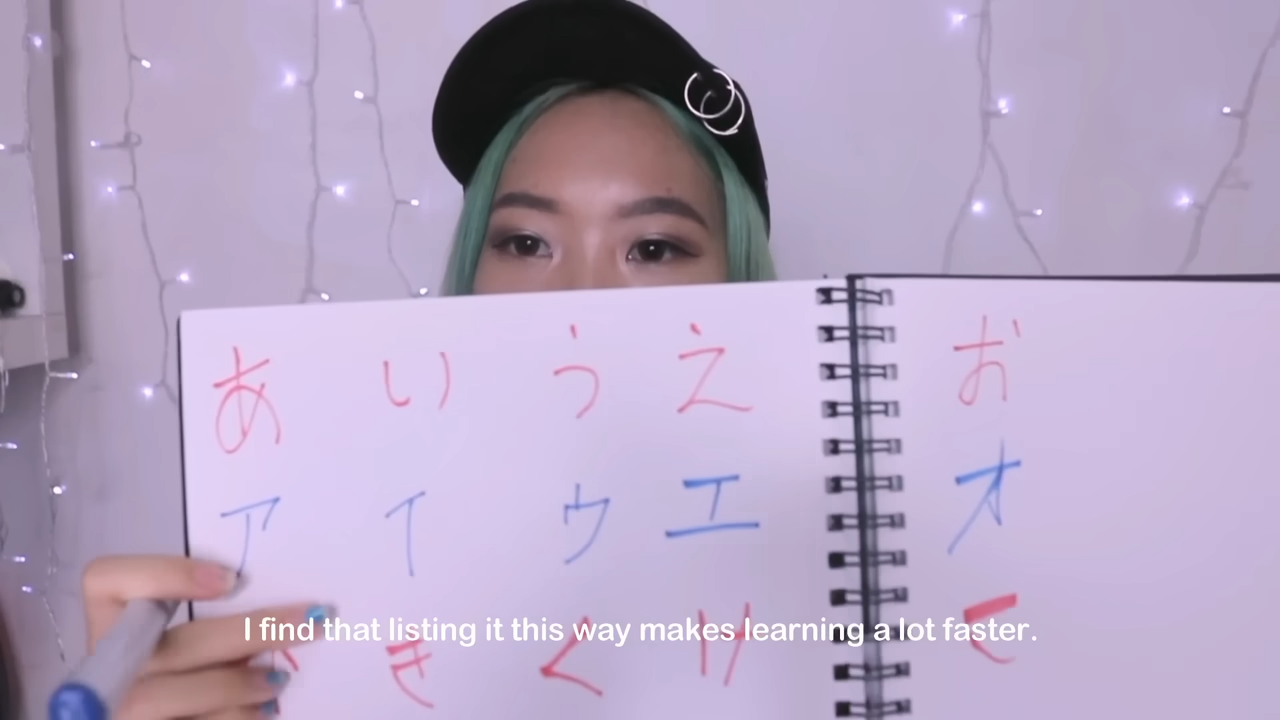 あ い う え お
ア イ ウ エ オ
き く け こ
I find that listing it this way makes learning a lot faster.